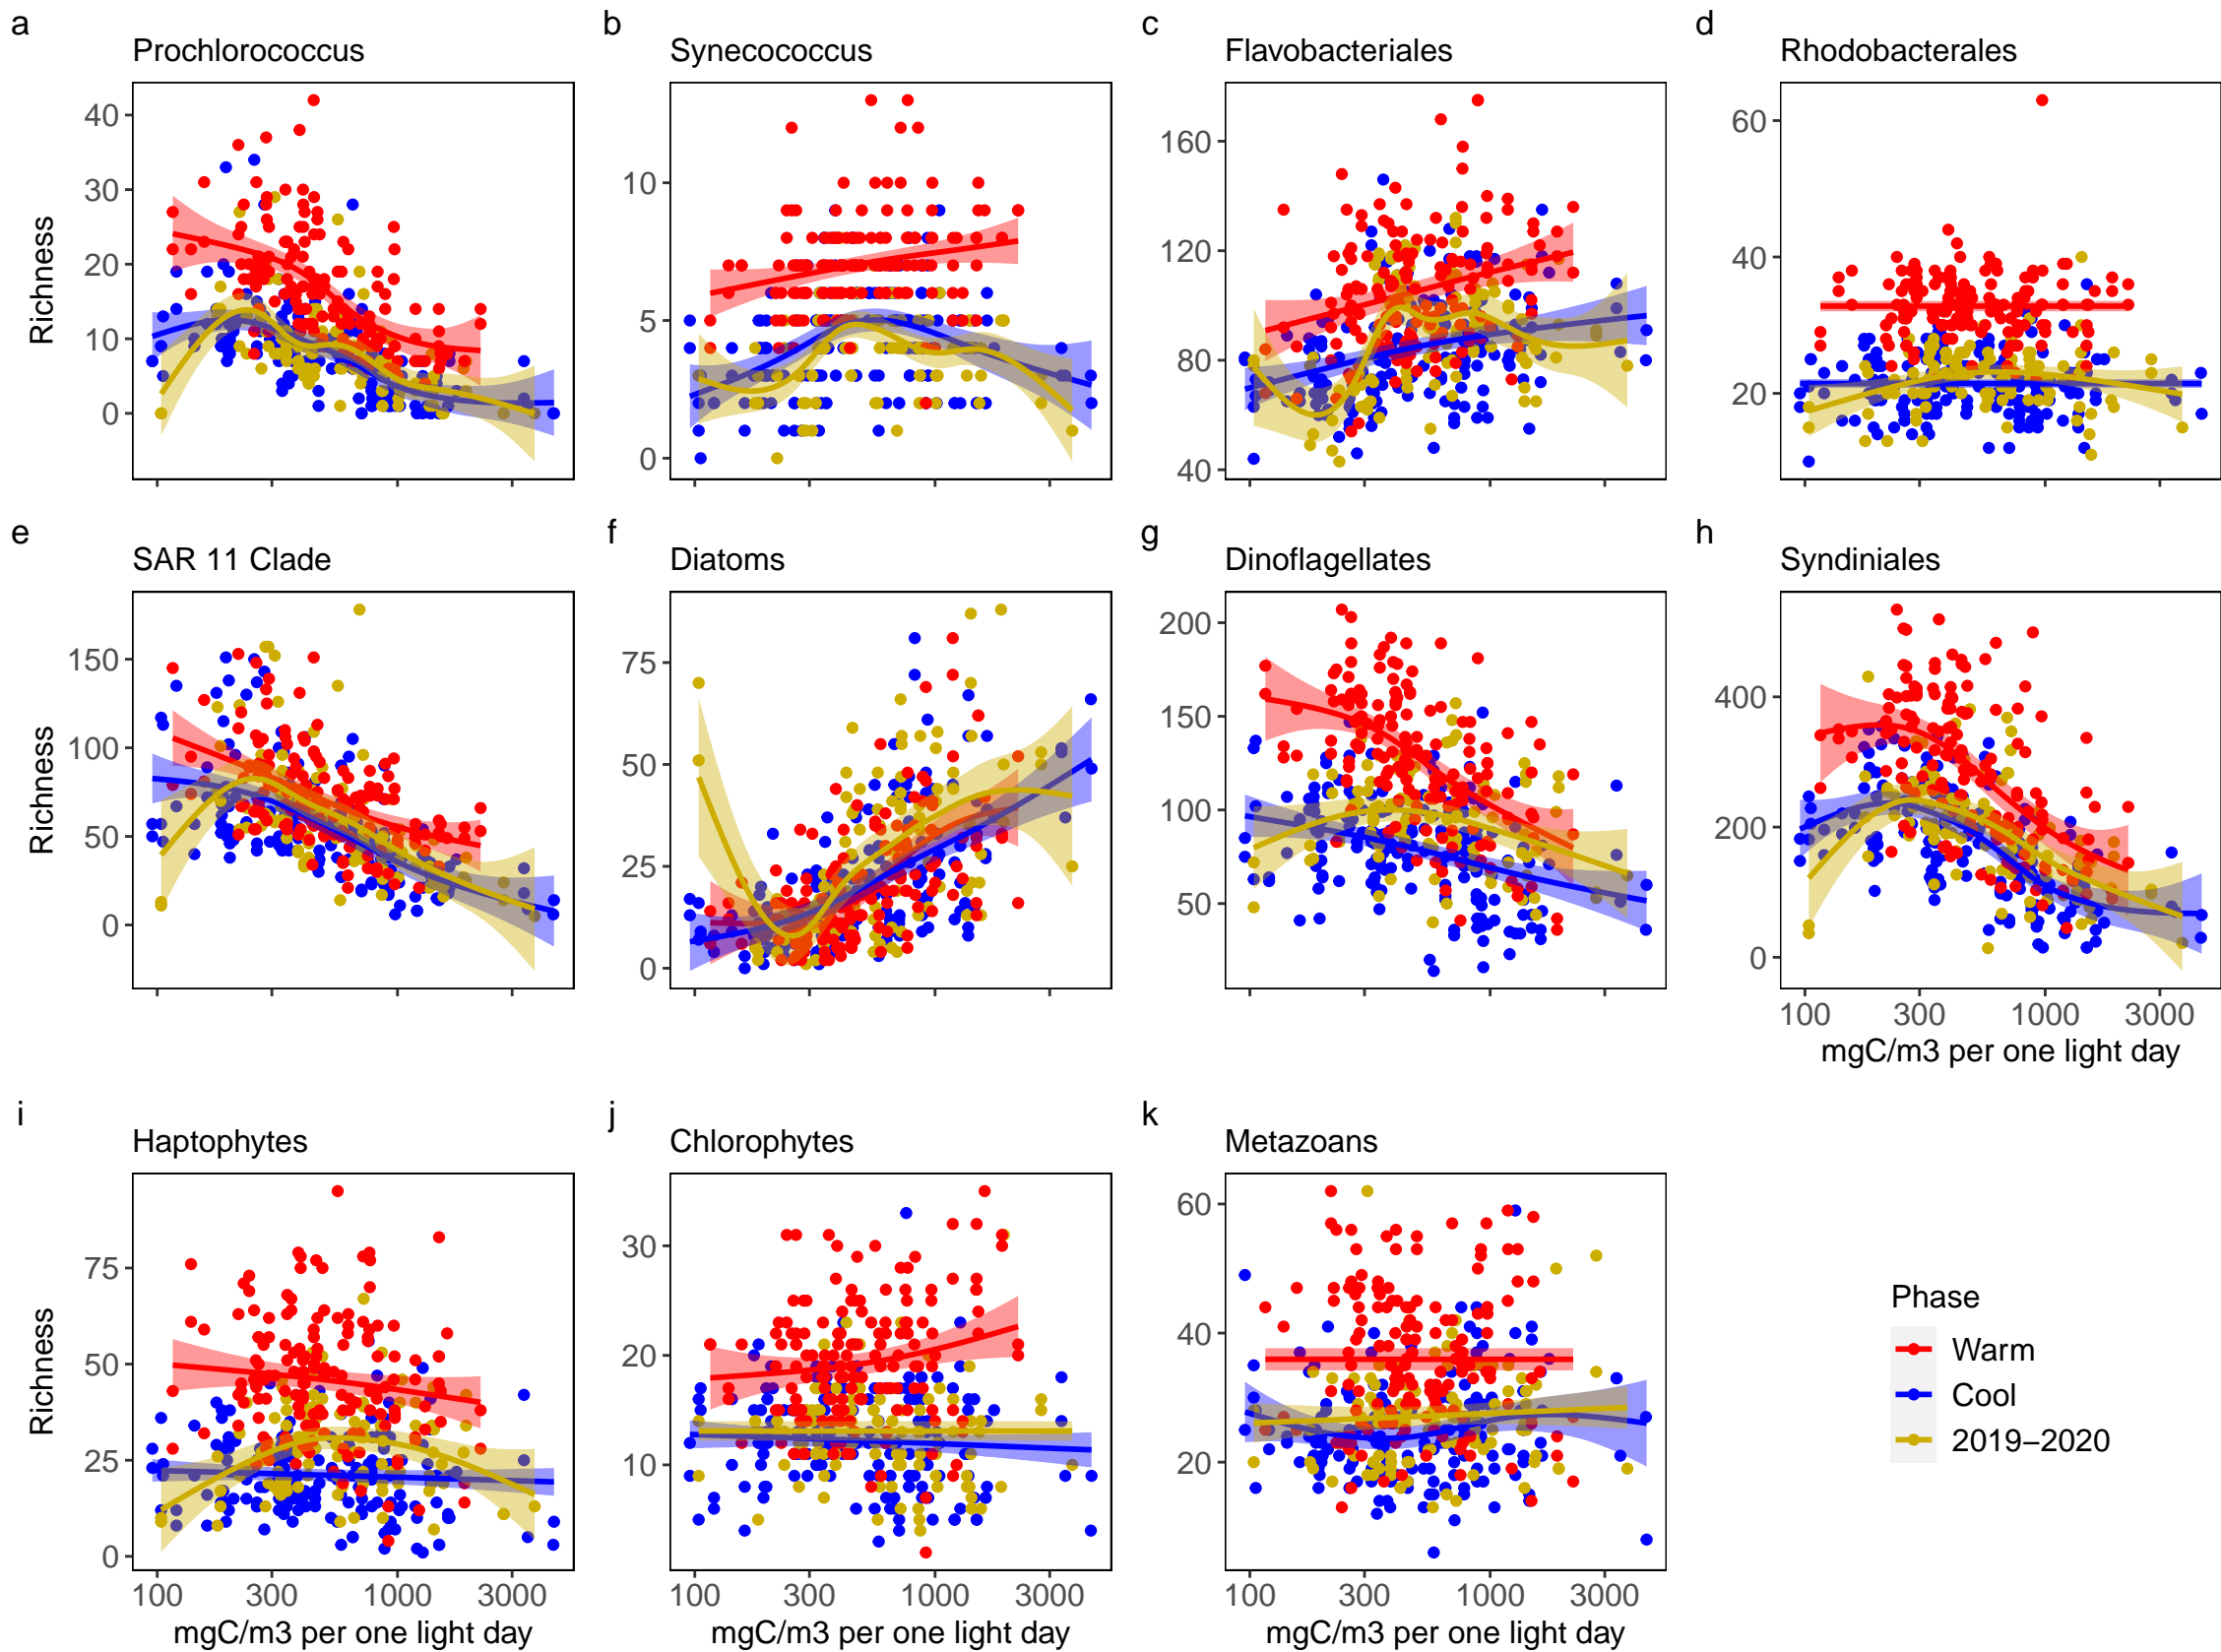 a
Prochlorococcus
b
Synecococcus
c
Flavobacteriales
d
Rhodobacterales
Richness
40
30
20
10
0
10
5
0
160
120
80
40
60
40
20
e
SAR 11 Clade
f
Diatoms
g
Dinoflagellates
h
Syndiniales
Richness
150
100
50
0
75
50
25
0
200
150
100
50
400
200
0
100 300 1000 3000
mgC/m3 per one light day
i
Haptophytes
j
Chlorophytes
k
Metazoans
Richness
75
50
25
0
100 300 1000 3000
mgC/m3 per one light day
30
20
10
100 300 1000 3000
mgC/m3 per one light day
60
40
20
100 300 1000 3000
mgC/m3 per one light day
Phase
Warm
Cool
2019−2020